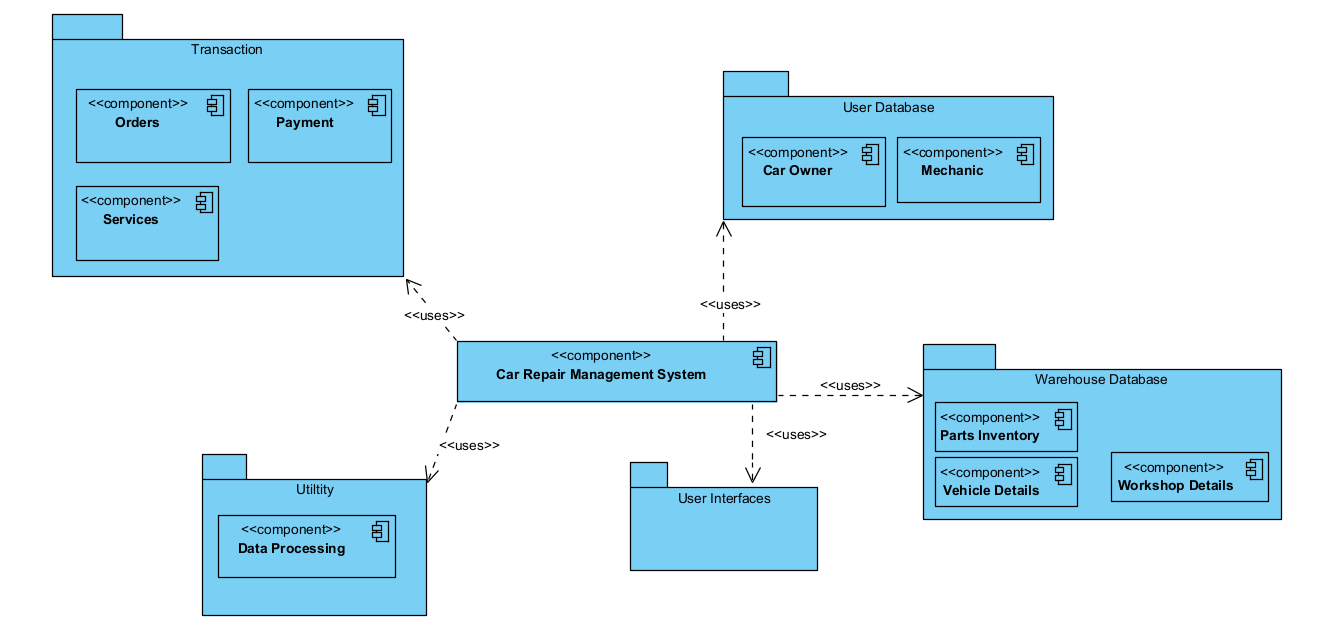 Transaction
<<component>>
Orders
<<component>>
Payment
<<component>>
Services
User Database
<<component>>
Car Owner
<<component>>
Mechanic
<<uses>>
<<uses>>
<<component>>
Car Repair Management System
<<uses>>
Warehouse Database
<<component>>
Parts Inventory
<<component>>
Vehicle Details
<<component>>
Workshop Details
<<uses>>
<<uses>>
Utiltity
<<component>>
Data Processing
User Interfaces